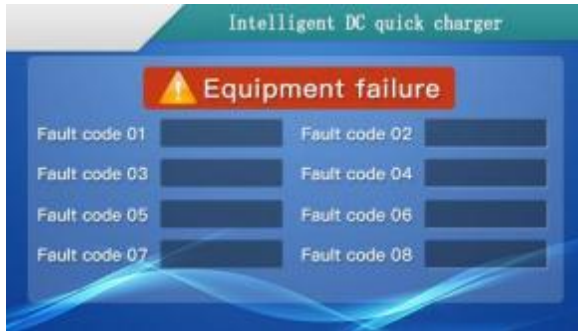 Intelligent DC quick charger
Equipment failure
Fault code 01 Fault code 02
Fault code 03 Fault code 04
Fault code 05 Fault code 06
Fault code 07 Fault code 08